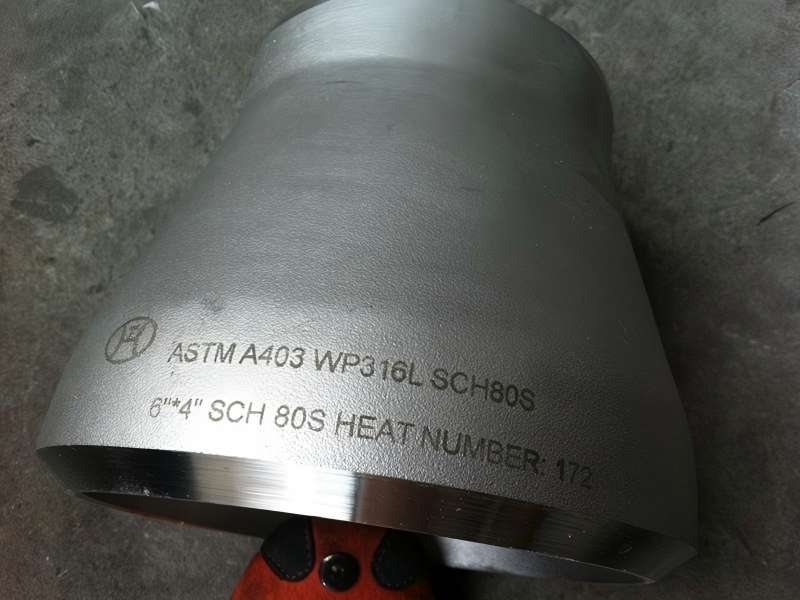 ASTM A403 WP316L SCH80S
6"*4" SCH 80S HEAT NUMBER: 172